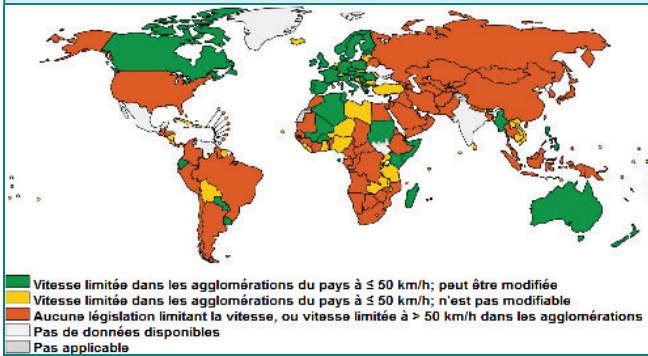 Vitesse limitée dans les agglomérations du pays à ≤ 50 km/h; peut être modifiée
Vitesse limitée dans les agglomérations du pays à ≤ 50 km/h; n'est pas modifiable
Aucune législation limitant la vitesse, ou vitesse limitée à > 50 km/h dans les agglomérations
Pas de données disponibles
Pas applicable